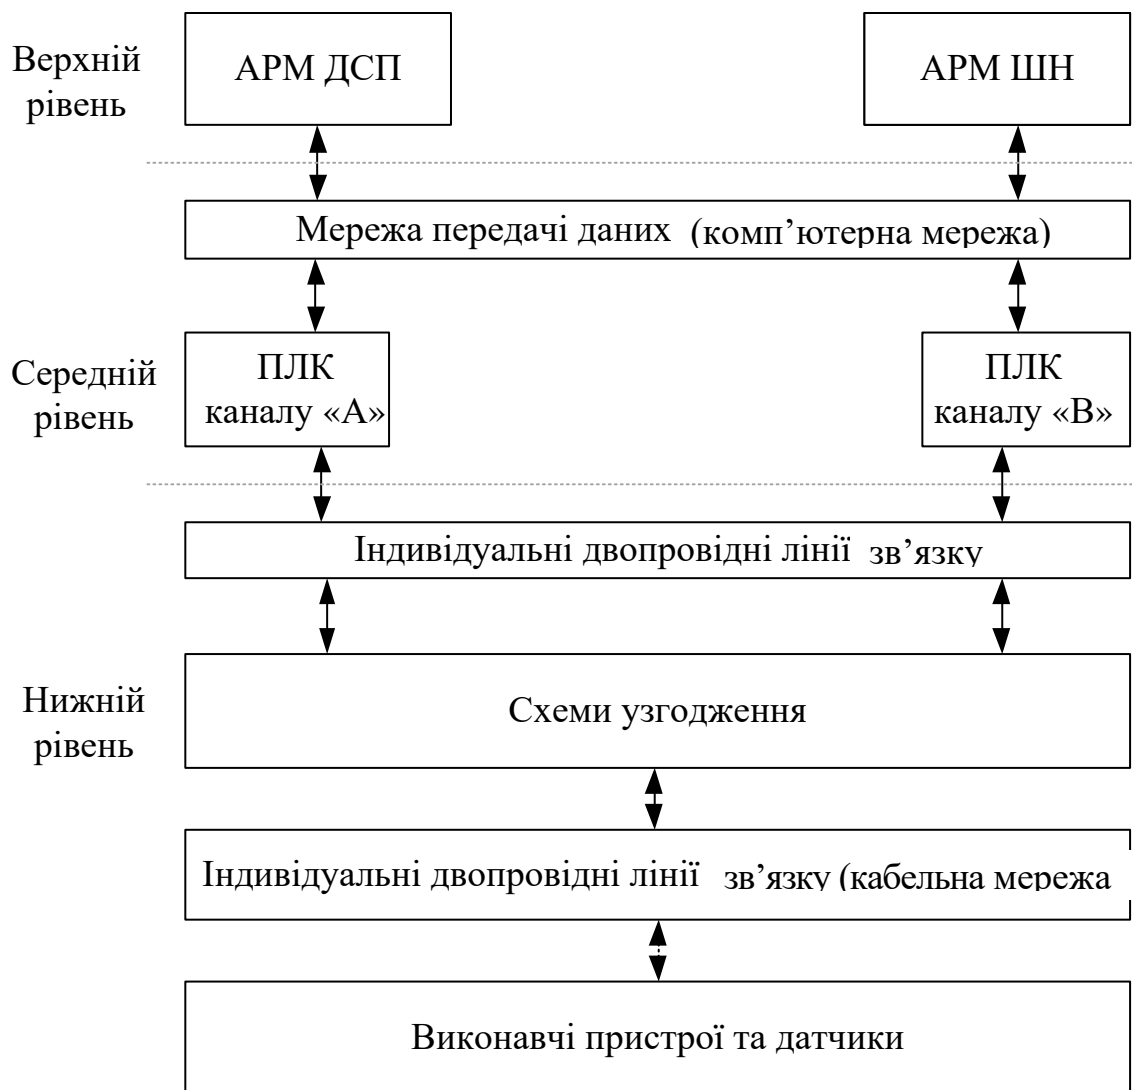 Верхній
рівень
АРМ ДСП
АРМ ШН
Мережа передачі даних (комп’ютерна мережа)
Середній
рівень
ПЛК
каналу «А»
ПЛК
каналу «В»
Індивідуальні двопровідні лінії зв’язку
Нижній
рівень
Схеми узгодження
Індивідуальні двопровідні лінії зв’язку (кабельна мережа
Виконавчі пристрої та датчики